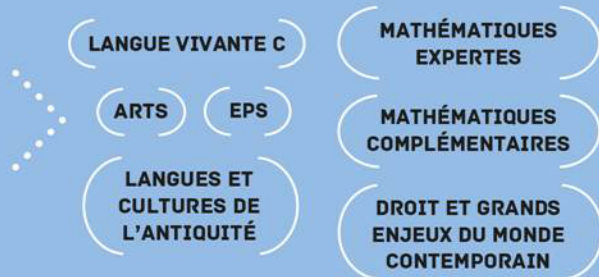 LANGUE VIVANTE C
ARTS
EPS
LANGUES ET
CULTURES DE
L'ANTIQUITÉ
MATHÉMATIQUES
EXPERTES
MATHÉMATIQUES
COMPLÉMENTAIRES
DROIT ET GRANDS
ENJEUX DU MONDE
CONTEMPORAIN